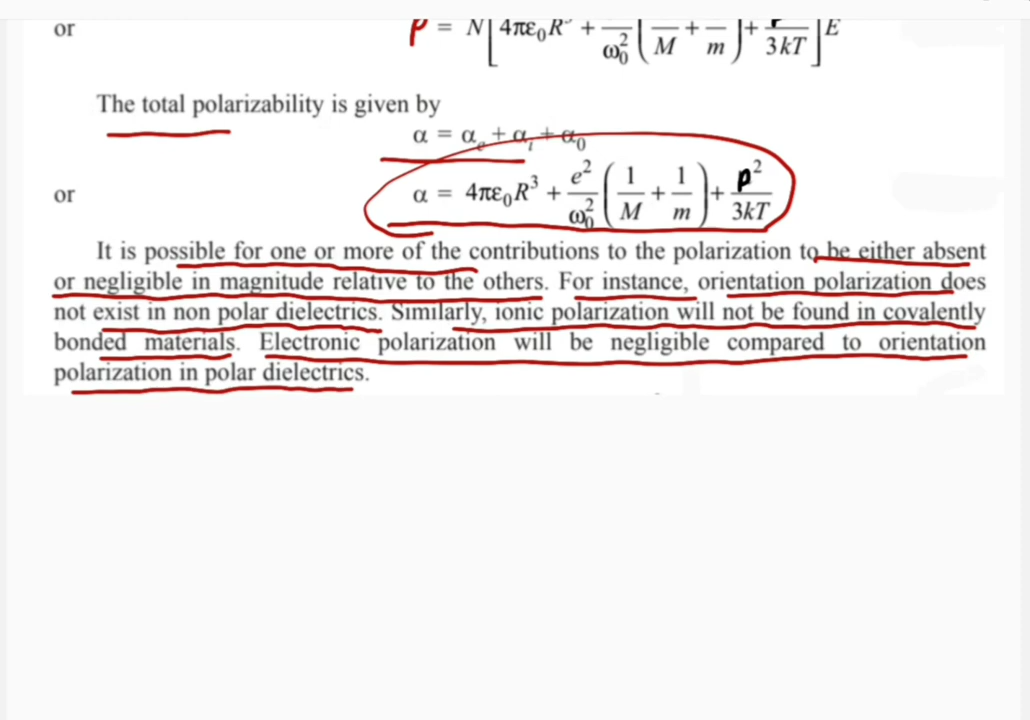 or P = N[4πε₀R³ + /ω₀² (/M + /m) + /3kT]E
The total polarizability is given by
α = αₑ + αᵢ + α₀
or α = 4πε₀R³ + e²/ω₀² (1/M + 1/m) + p²/3kT
It is possible for one or more of the contributions to the polarization to be either absent
or negligible in magnitude relative to the others. For instance, orientation polarization does
not exist in non polar dielectrics. Similarly, ionic polarization will not be found in covalently
bonded materials. Electronic polarization will be negligible compared to orientation
polarization in polar dielectrics.